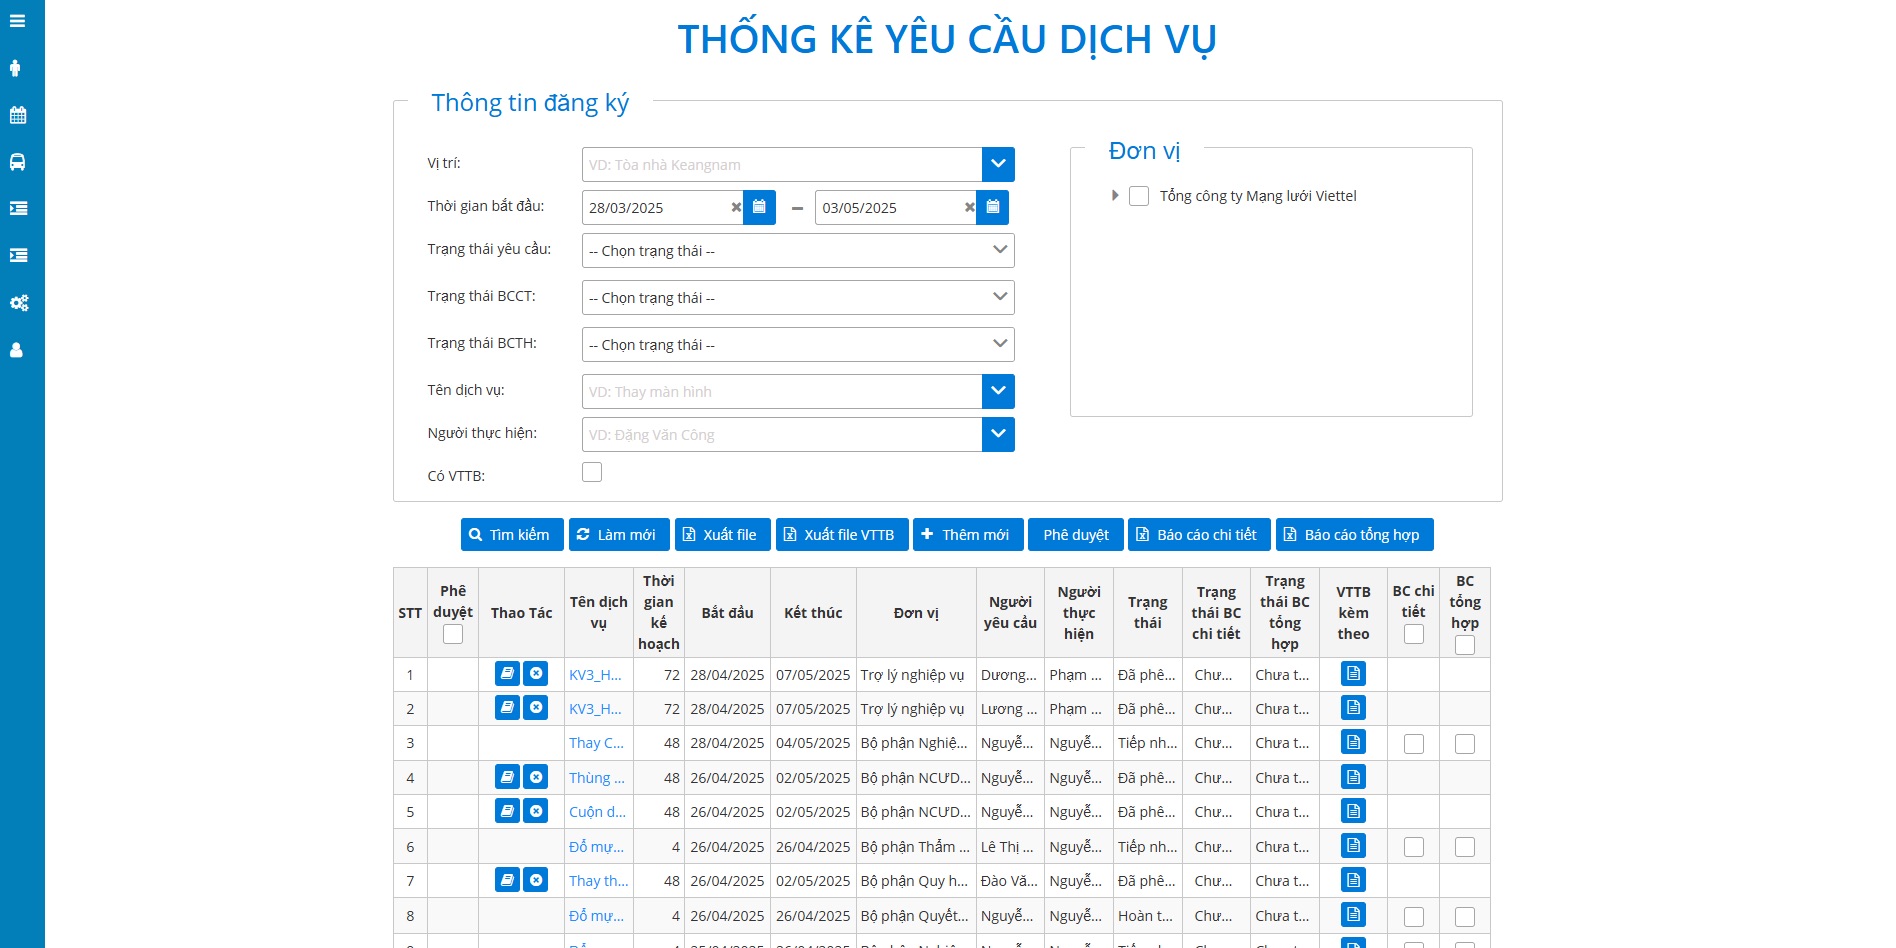 THỐNG KÊ YÊU CẦU DỊCH VỤ
Thông tin đăng ký
Vị trí: VD: Tòa nhà Keangnam
Thời gian bắt đầu: 28/03/2025 – 03/05/2025
Trạng thái yêu cầu: -- Chọn trạng thái --
Trạng thái BCCT: -- Chọn trạng thái --
Trạng thái BCTH: -- Chọn trạng thái --
Tên dịch vụ: VD: Thay màn hình
Người thực hiện: VD: Đặng Văn Công
Có VTTB:
Đơn vị
Tổng công ty Mạng lưới Viettel
Tìm kiếm Làm mới Xuất file Xuất file VTTB Thêm mới Phê duyệt Báo cáo chi tiết Báo cáo tổng hợp
STT Phê duyệt Thao Tác Tên dịch vụ Thời gian kế hoạch Bắt đầu Kết thúc Đơn vị Người yêu cầu Người thực hiện Trạng thái Trạng thái BC chi tiết Trạng thái BC tổng hợp VTTB kèm theo BC chi tiết BC tổng hợp
1 KV3_H... 72 28/04/2025 07/05/2025 Trợ lý nghiệp vụ Dương... Phạm ... Đã phê... Chư... Chưa t...
2 KV3_H... 72 28/04/2025 07/05/2025 Trợ lý nghiệp vụ Lương ... Phạm ... Đã phê... Chư... Chưa t...
3 Thay C... 48 28/04/2025 04/05/2025 Bộ phận Nghiệ... Nguyễ... Nguyễ... Tiếp nh... Chư... Chưa t...
4 Thùng ... 48 26/04/2025 02/05/2025 Bộ phận NCƯD... Nguyễ... Nguyễ... Đã phê... Chư... Chưa t...
5 Cuộn d... 48 26/04/2025 02/05/2025 Bộ phận NCƯD... Nguyễ... Nguyễ... Đã phê... Chư... Chưa t...
6 Đổ mự... 4 26/04/2025 26/04/2025 Bộ phận Thẩm ... Lê Thị ... Nguyễ... Tiếp nh... Chư... Chưa t...
7 Thay th... 48 26/04/2025 02/05/2025 Bộ phận Quy h... Đào Vă... Nguyễ... Đã phê... Chư... Chưa t...
8 Đổ mự... 4 26/04/2025 26/04/2025 Bộ phận Quyết... Nguyễ... Nguyễ... Hoàn t... Chư... Chưa t...